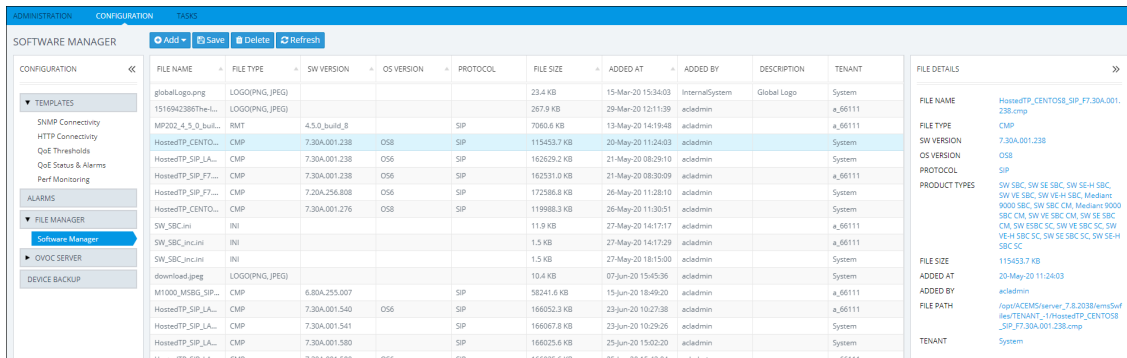 ADMINISTRATION CONFIGURATION TASKS
SOFTWARE MANAGER Add Save Delete Refresh
CONFIGURATION
TEMPLATES
SNMP Connectivity
HTTP Connectivity
QoE Thresholds
QoE Status & Alarms
Perf Monitoring
ALARMS
FILE MANAGER
Software Manager
OVOC SERVER
DEVICE BACKUP
FILE NAME FILE TYPE SW VERSION OS VERSION PROTOCOL FILE SIZE ADDED AT ADDED BY DESCRIPTION TENANT
globalLogo.png LOGO(PNG, JPEG) 23.4 KB 15-Mar-20 15:34:03 InternalSystem Global Logo System
1516942386The-I... LOGO(PNG, JPEG) 267.9 KB 29-Mar-20 12:11:39 acladmin a_66111
MP202_4_5_0_buil... RMT 4.5.0_build_8 SIP 7060.6 KB 13-May-20 14:19:48 acladmin a_66111
HostedTP_CENTO... CMP 7.30A.001.238 OS8 SIP 115453.7 KB 20-May-20 11:24:03 acladmin System
HostedTP_SIP_LA... CMP 7.30A.001.238 OS6 SIP 162629.2 KB 21-May-20 08:29:10 acladmin System
HostedTP_SIP_F7.... CMP 7.30A.001.238 OS6 SIP 162531.0 KB 21-May-20 08:30:09 acladmin a_66111
HostedTP_SIP_F7.... CMP 7.20A.256.808 OS6 SIP 172586.8 KB 26-May-20 11:28:10 acladmin System
HostedTP_CENTO... CMP 7.30A.001.276 OS8 SIP 119988.3 KB 26-May-20 11:30:51 acladmin System
SW_SBC.ini INI 11.9 KB 27-May-20 14:17:17 acladmin a_66111
SW_SBC_inc.ini INI 1.5 KB 27-May-20 14:17:29 acladmin a_66111
SW_SBC_inc.ini INI 1.5 KB 27-May-20 18:15:00 acladmin System
download.jpeg LOGO(PNG, JPEG) 10.4 KB 07-Jun-20 15:45:36 acladmin System
M1000_MSBG_SIP... CMP 6.80A.255.007 SIP 58241.6 KB 15-Jun-20 18:49:20 acladmin a_66111
HostedTP_SIP_LA... CMP 7.30A.001.540 OS6 SIP 166052.3 KB 23-Jun-20 10:27:38 acladmin a_66111
HostedTP_SIP_LA... CMP 7.30A.001.541 SIP 166067.8 KB 23-Jun-20 10:29:26 acladmin System
HostedTP_SIP_LA... CMP 7.30A.001.580 SIP 166025.6 KB 25-Jun-20 15:02:20 acladmin System
FILE DETAILS
FILE NAME HostedTP_CENTOS8_SIP_F7.30A.001.
238.cmp
FILE TYPE CMP
SW VERSION 7.30A.001.238
OS VERSION OS8
PROTOCOL SIP
PRODUCT TYPES SW SBC, SW SE SBC, SW SE-H SBC,
SW VE SBC, SW VE-H SBC, Mediant
9000 SBC, SW SBC CM, Mediant 9000
SBC CM, SW VE SBC CM, SW SE SBC
CM, SW ESBC SC, SW VE SBC SC, SW
VE-H SBC SC, SW SE SBC SC, SW SE-H
SBC SC
FILE SIZE 115453.7 KB
ADDED AT 20-May-20 11:24:03
ADDED BY acladmin
FILE PATH /opt/ACEMS/server_7.8.2038/emsSwf
iles/TENANT_-1/HostedTP_CENTOS8
_SIP_F7.30A.001.238.cmp
TENANT System